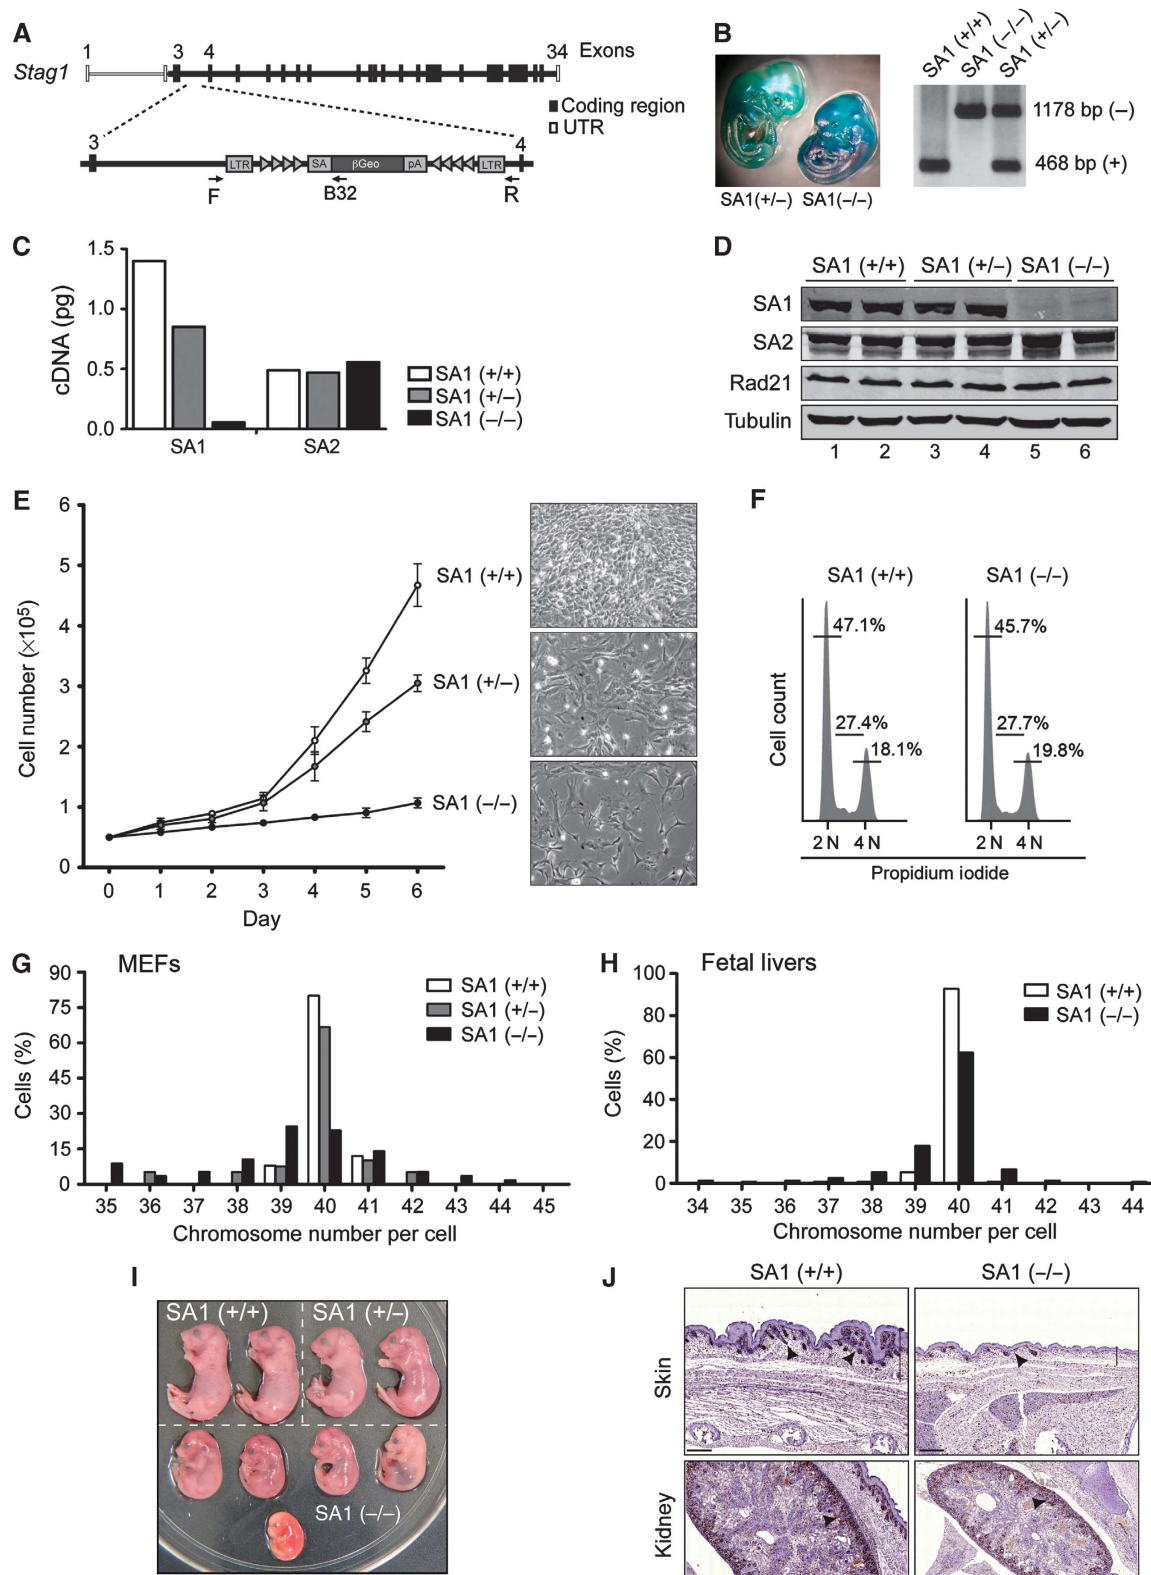 A
1 3 4 34 Exons
Stag1
Coding region
UTR
3 4
LTR SA βGeo pA LTR
F B32 R
B
SA1 (+/–) SA1 (–/–)
SA1 (+/+) SA1 (–/–) SA1 (+/–)
1178 bp (–)
468 bp (+)
C
cDNA (pg)
1.5
1.0
0.5
0.0
SA1 SA2
SA1 (+/+)
SA1 (+/–)
SA1 (–/–)
D
SA1 (+/+) SA1 (+/–) SA1 (–/–)
SA1
SA2
Rad21
Tubulin
1 2 3 4 5 6
E
Cell number (×10⁵)
6
5
4
3
2
1
0
0 1 2 3 4 5 6
Day
SA1 (+/+)
SA1 (+/–)
SA1 (–/–)
F
SA1 (+/+) SA1 (–/–)
Cell count
47.1%
27.4%
18.1%
45.7%
27.7%
19.8%
2 N 4 N 2 N 4 N
Propidium iodide
G MEFs
Cells (%)
90
75
60
45
30
15
0
35 36 37 38 39 40 41 42 43 44 45
Chromosome number per cell
SA1 (+/+)
SA1 (+/–)
SA1 (–/–)
H Fetal livers
Cells (%)
100
80
60
40
20
0
34 35 36 37 38 39 40 41 42 43 44
Chromosome number per cell
SA1 (+/+)
SA1 (–/–)
I
SA1 (+/+) SA1 (+/–)
SA1 (–/–)
J
SA1 (+/+) SA1 (–/–)
Skin
Kidney